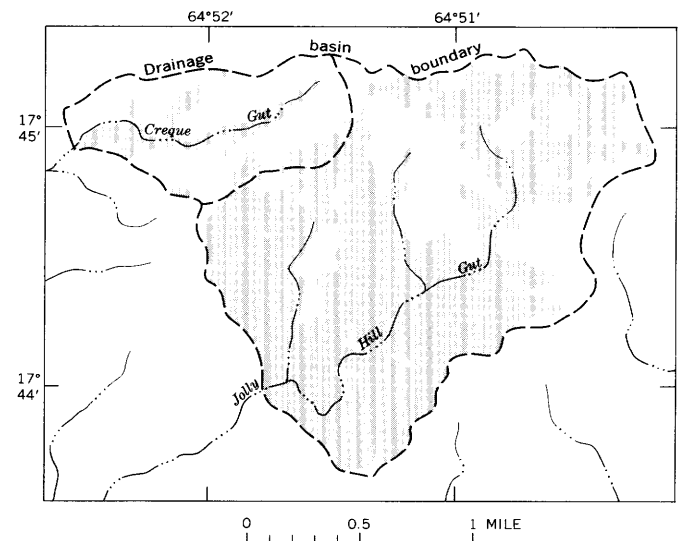 64°52′ 64°51′
Drainage basin boundary
17°
45′
Creque Gut
Gut
Hill
Jolly
17°
44′
0 0.5 1 MILE